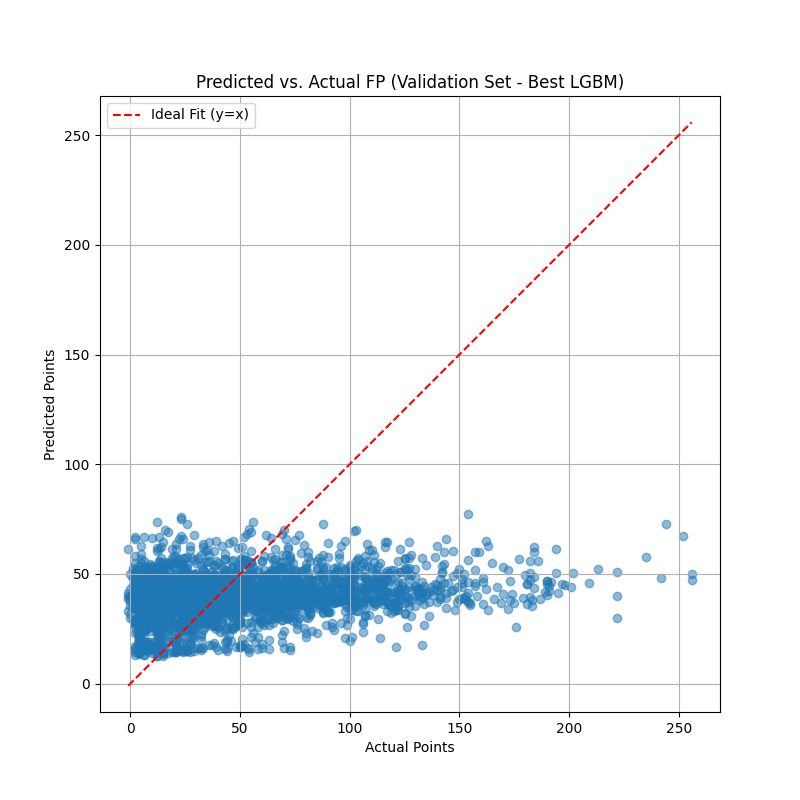 Predicted vs. Actual FP (Validation Set - Best LGBM)
Ideal Fit (y=x)
250
200
150
100
50
0
Predicted Points
0 50 100 150 200 250
Actual Points